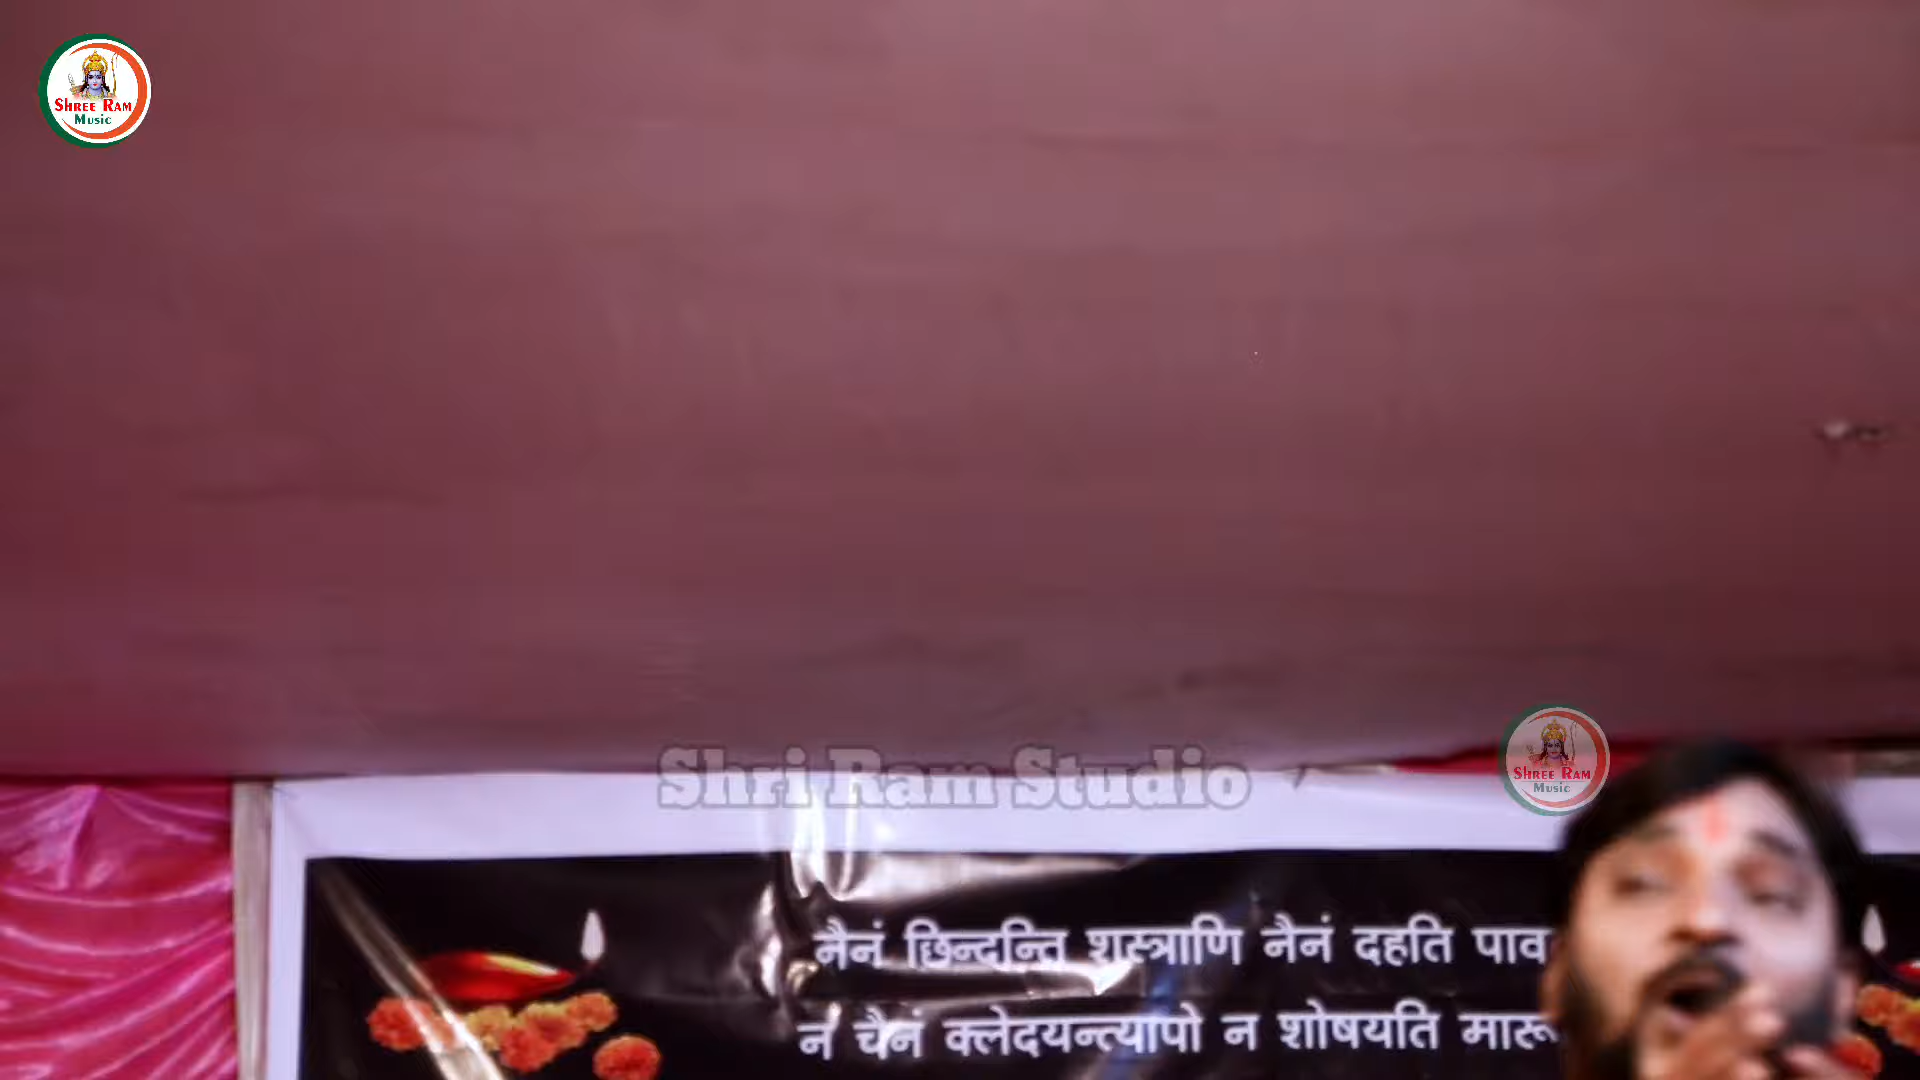 SHREE RAM
Music
Shri Ram Studio
SHREE RAM
Music
नैनं छिन्दन्ति शस्त्राणि नैनं दहति पाव
न चैनं क्लेदयन्त्यापो न शोषयति मारू